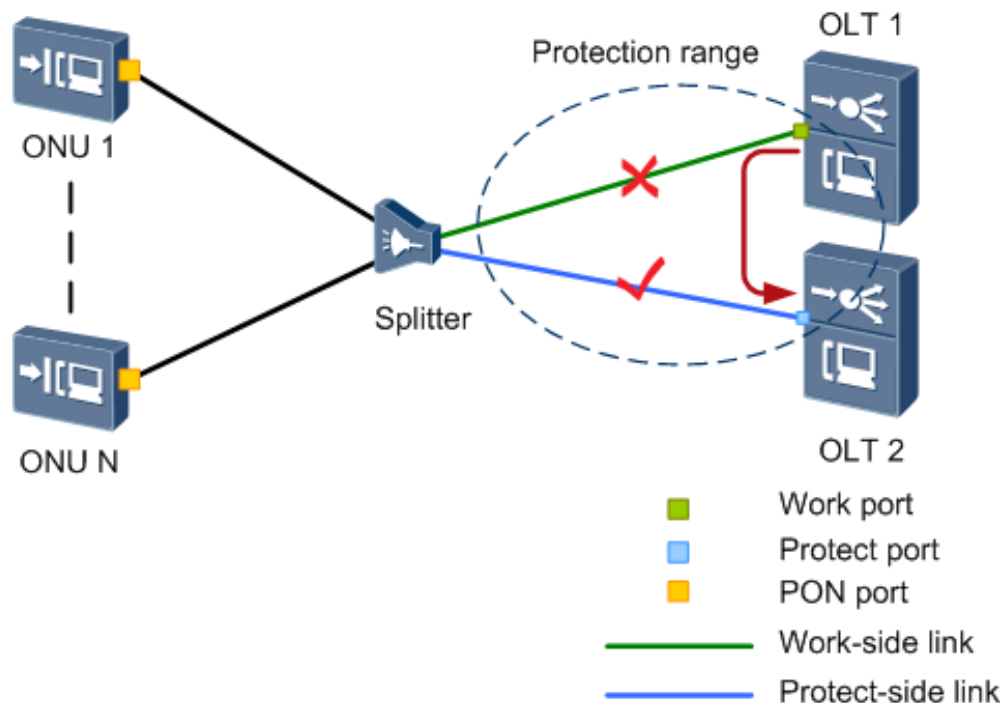 OLT 1
Protection range
ONU 1
Splitter
ONU N
OLT 2
Work port
Protect port
PON port
Work-side link
Protect-side link